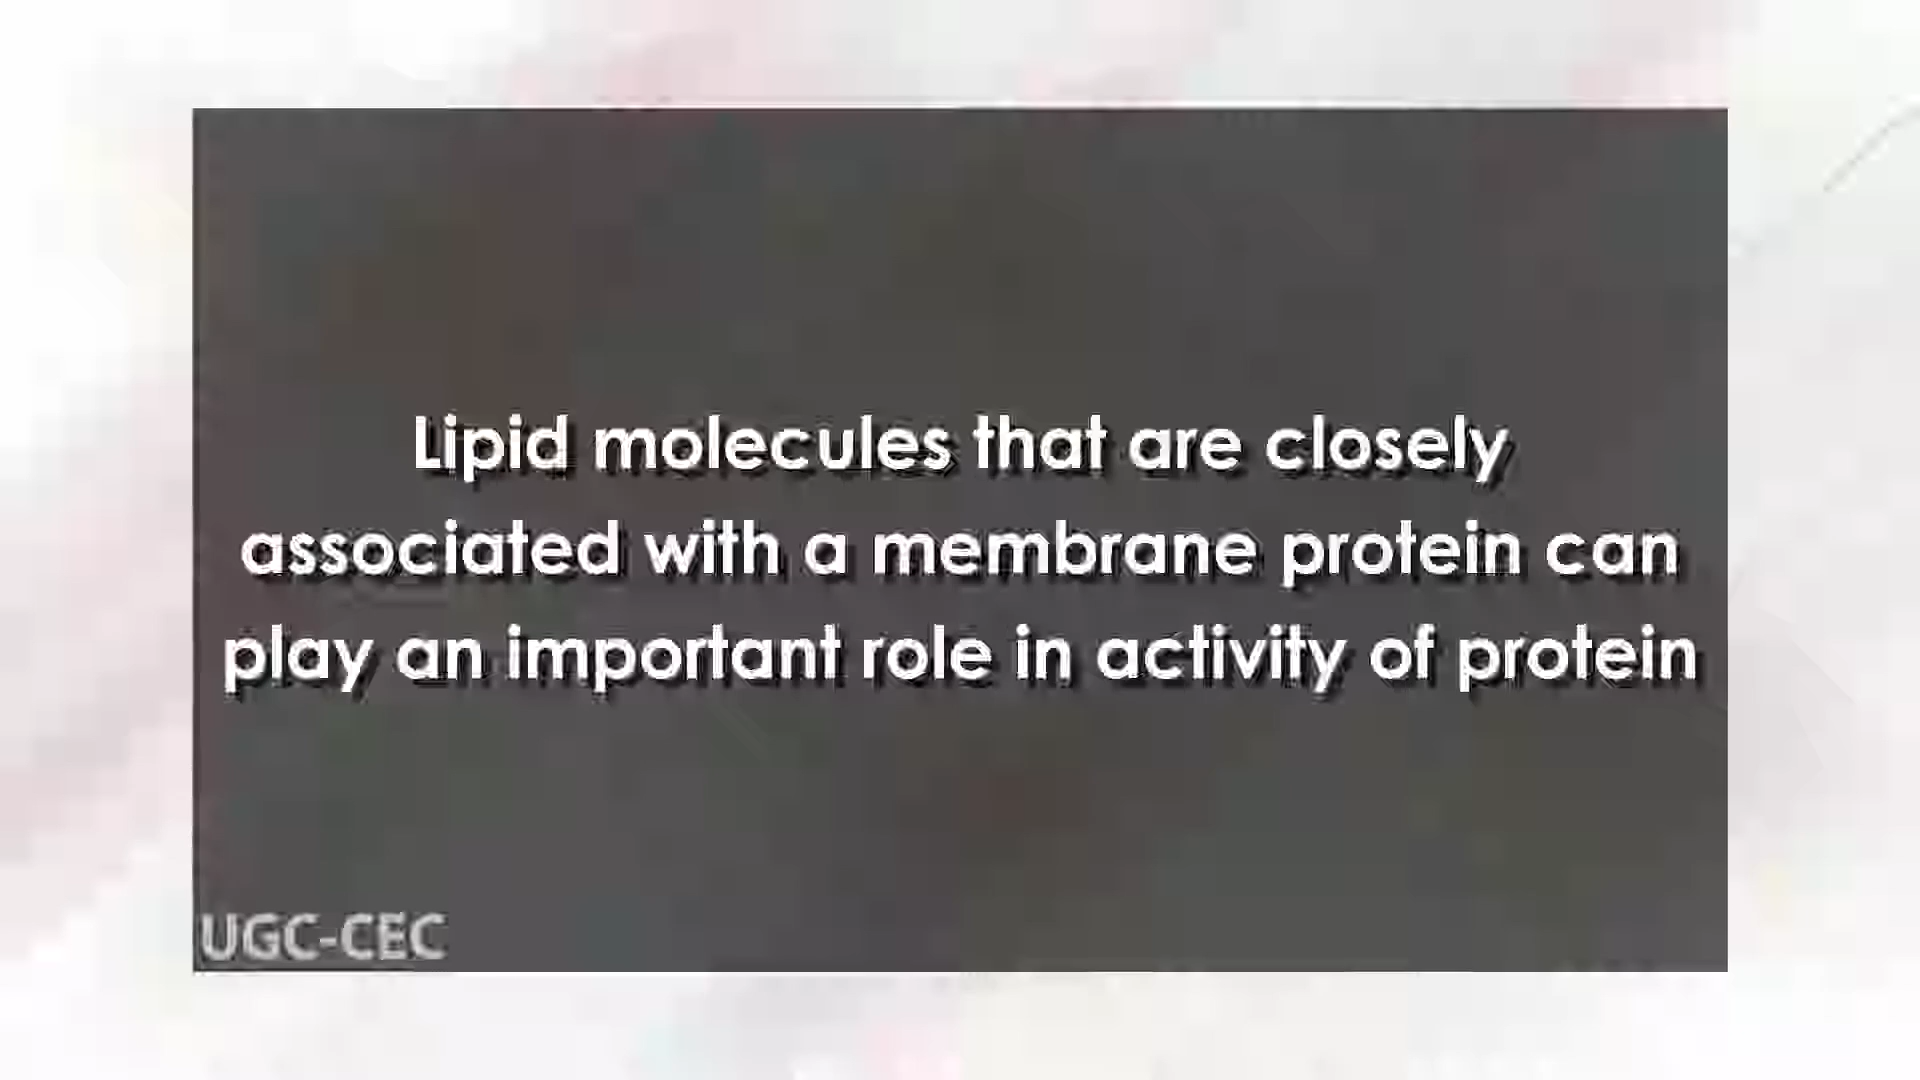 Lipid molecules that are closely
associated with a membrane protein can
play an important role in activity of protein
UGC-CEC